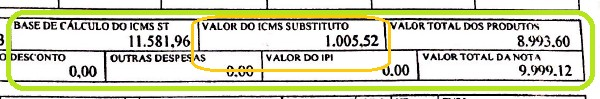 BASE DE CÁLCULO DO ICMS ST VALOR DO ICMS SUBSTITUTO VALOR TOTAL DOS PRODUTOS
11.581,96 1.005,52 8.993.60
DESCONTO OUTRAS DESPESAS VALOR DO IPI VALOR TOTAL DA NOTA
0,00 0.00 0.00 9.999.12